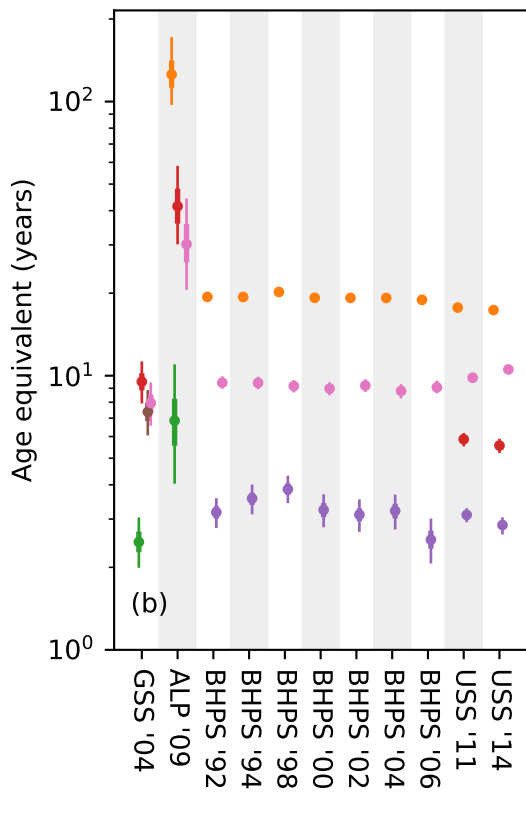 Age equivalent (years)
10²
10¹
10⁰
(b)
GSS '04
ALP '09
BHPS '92
BHPS '94
BHPS '98
BHPS '00
BHPS '02
BHPS '04
BHPS '06
USS '11
USS '14